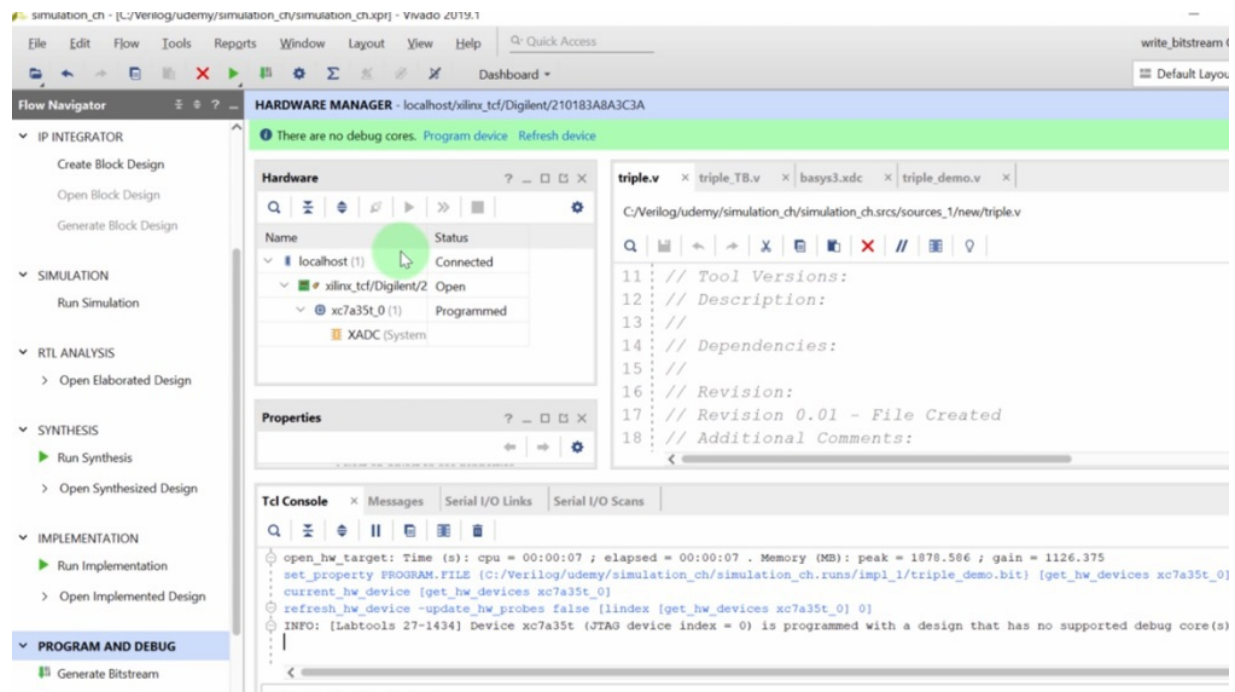 simulation_ch - [C:/Verilog/udemy/simulation_ch/simulation_ch.xpr] - Vivado 2019.1
File Edit Flow Tools Reports Window Layout View Help Quick Access
write_bitstream
Dashboard
Default Layou
Flow Navigator
HARDWARE MANAGER - localhost/xilinx_tcf/Digilent/210183A8A3C3A
There are no debug cores. Program device Refresh device
IP INTEGRATOR
Create Block Design
Open Block Design
Generate Block Design
SIMULATION
Run Simulation
RTL ANALYSIS
Open Elaborated Design
SYNTHESIS
Run Synthesis
Open Synthesized Design
IMPLEMENTATION
Run Implementation
Open Implemented Design
PROGRAM AND DEBUG
Generate Bitstream
Hardware
Name Status
localhost (1) Connected
xilinx_tcf/Digilent/2 Open
xc7a35t_0 (1) Programmed
XADC (System
Properties
triple.v triple_TB.v basys3.xdc triple_demo.v
C:/Verilog/udemy/simulation_ch/simulation_ch.srcs/sources_1/new/triple.v
11 // Tool Versions:
12 // Description:
13 //
14 // Dependencies:
15 //
16 // Revision:
17 // Revision 0.01 - File Created
18 // Additional Comments:
Tcl Console Messages Serial I/O Links Serial I/O Scans
open_hw_target: Time (s): cpu = 00:00:07 ; elapsed = 00:00:07 . Memory (MB): peak = 1878.586 ; gain = 1126.375
set_property PROGRAM.FILE {C:/Verilog/udemy/simulation_ch/simulation_ch.runs/impl_1/triple_demo.bit} [get_hw_devices xc7a35t_0]
current_hw_device [get_hw_devices xc7a35t_0]
refresh_hw_device -update_hw_probes false [lindex [get_hw_devices xc7a35t_0] 0]
INFO: [Labtools 27-1434] Device xc7a35t (JTAG device index = 0) is programmed with a design that has no supported debug core(s)